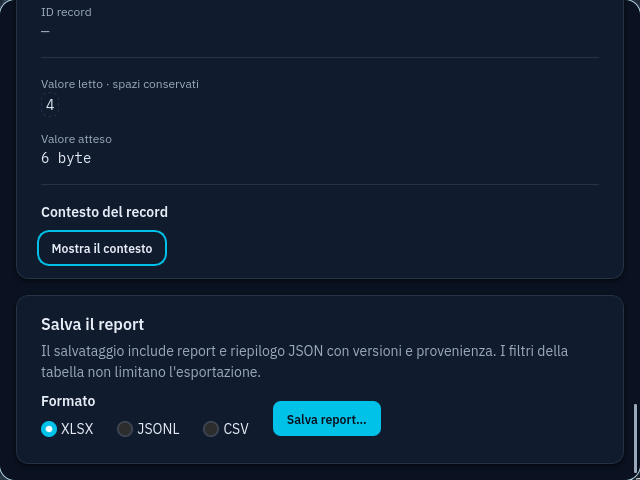 ID record
—
Valore letto · spazi conservati
4
Valore atteso
6 byte
Contesto del record
Mostra il contesto
Salva il report
Il salvataggio include report e riepilogo JSON con versioni e provenienza. I filtri della
tabella non limitano l'esportazione.
Formato
XLSX JSONL CSV
Salva report...